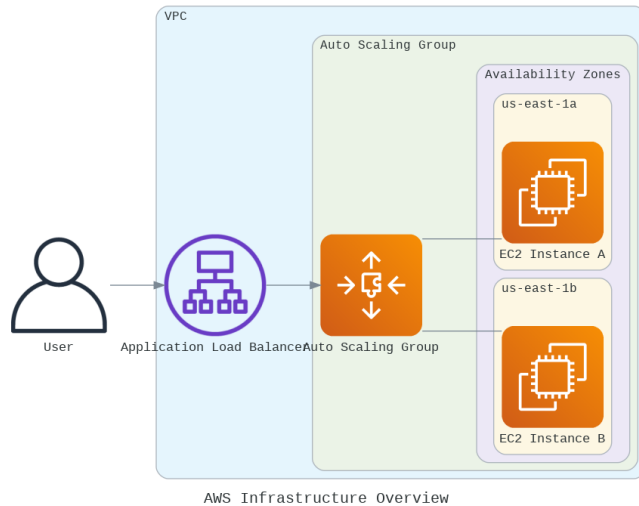 VPC
Auto Scaling Group
Availability Zones
us-east-1a
EC2 Instance A
us-east-1b
EC2 Instance B
User
Application Load Balancer
Auto Scaling Group
AWS Infrastructure Overview